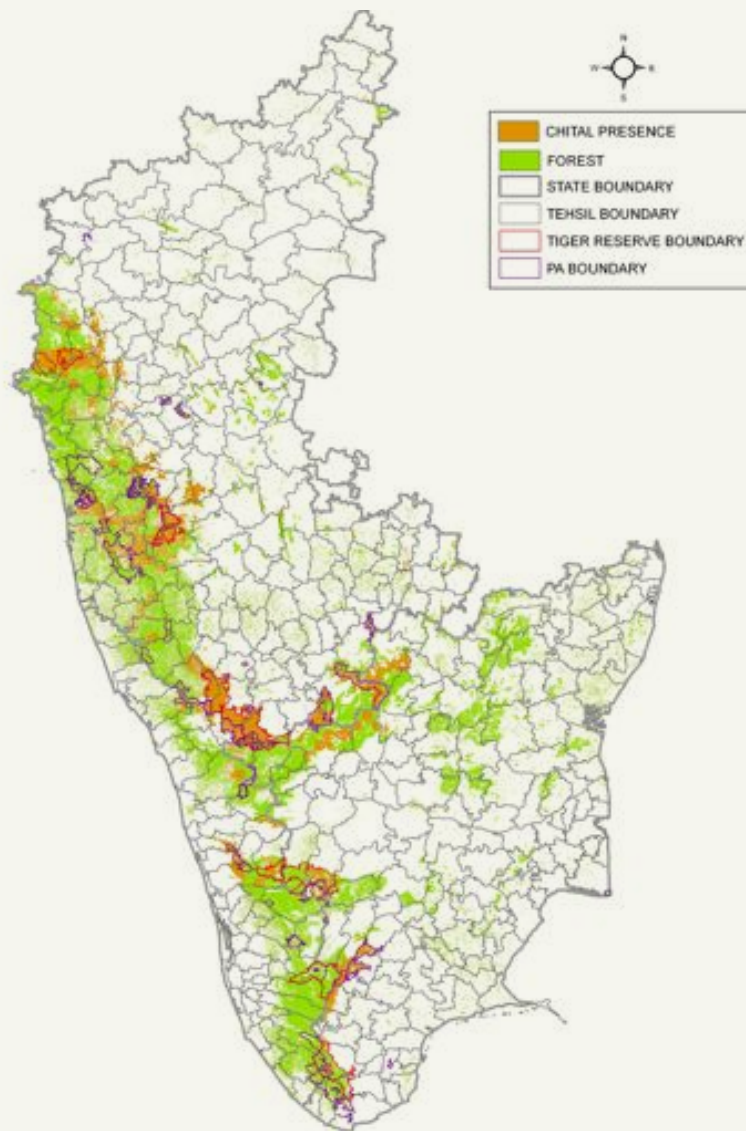 N
W E
S
CHITAL PRESENCE
FOREST
STATE BOUNDARY
TEHSIL BOUNDARY
TIGER RESERVE BOUNDARY
PA BOUNDARY